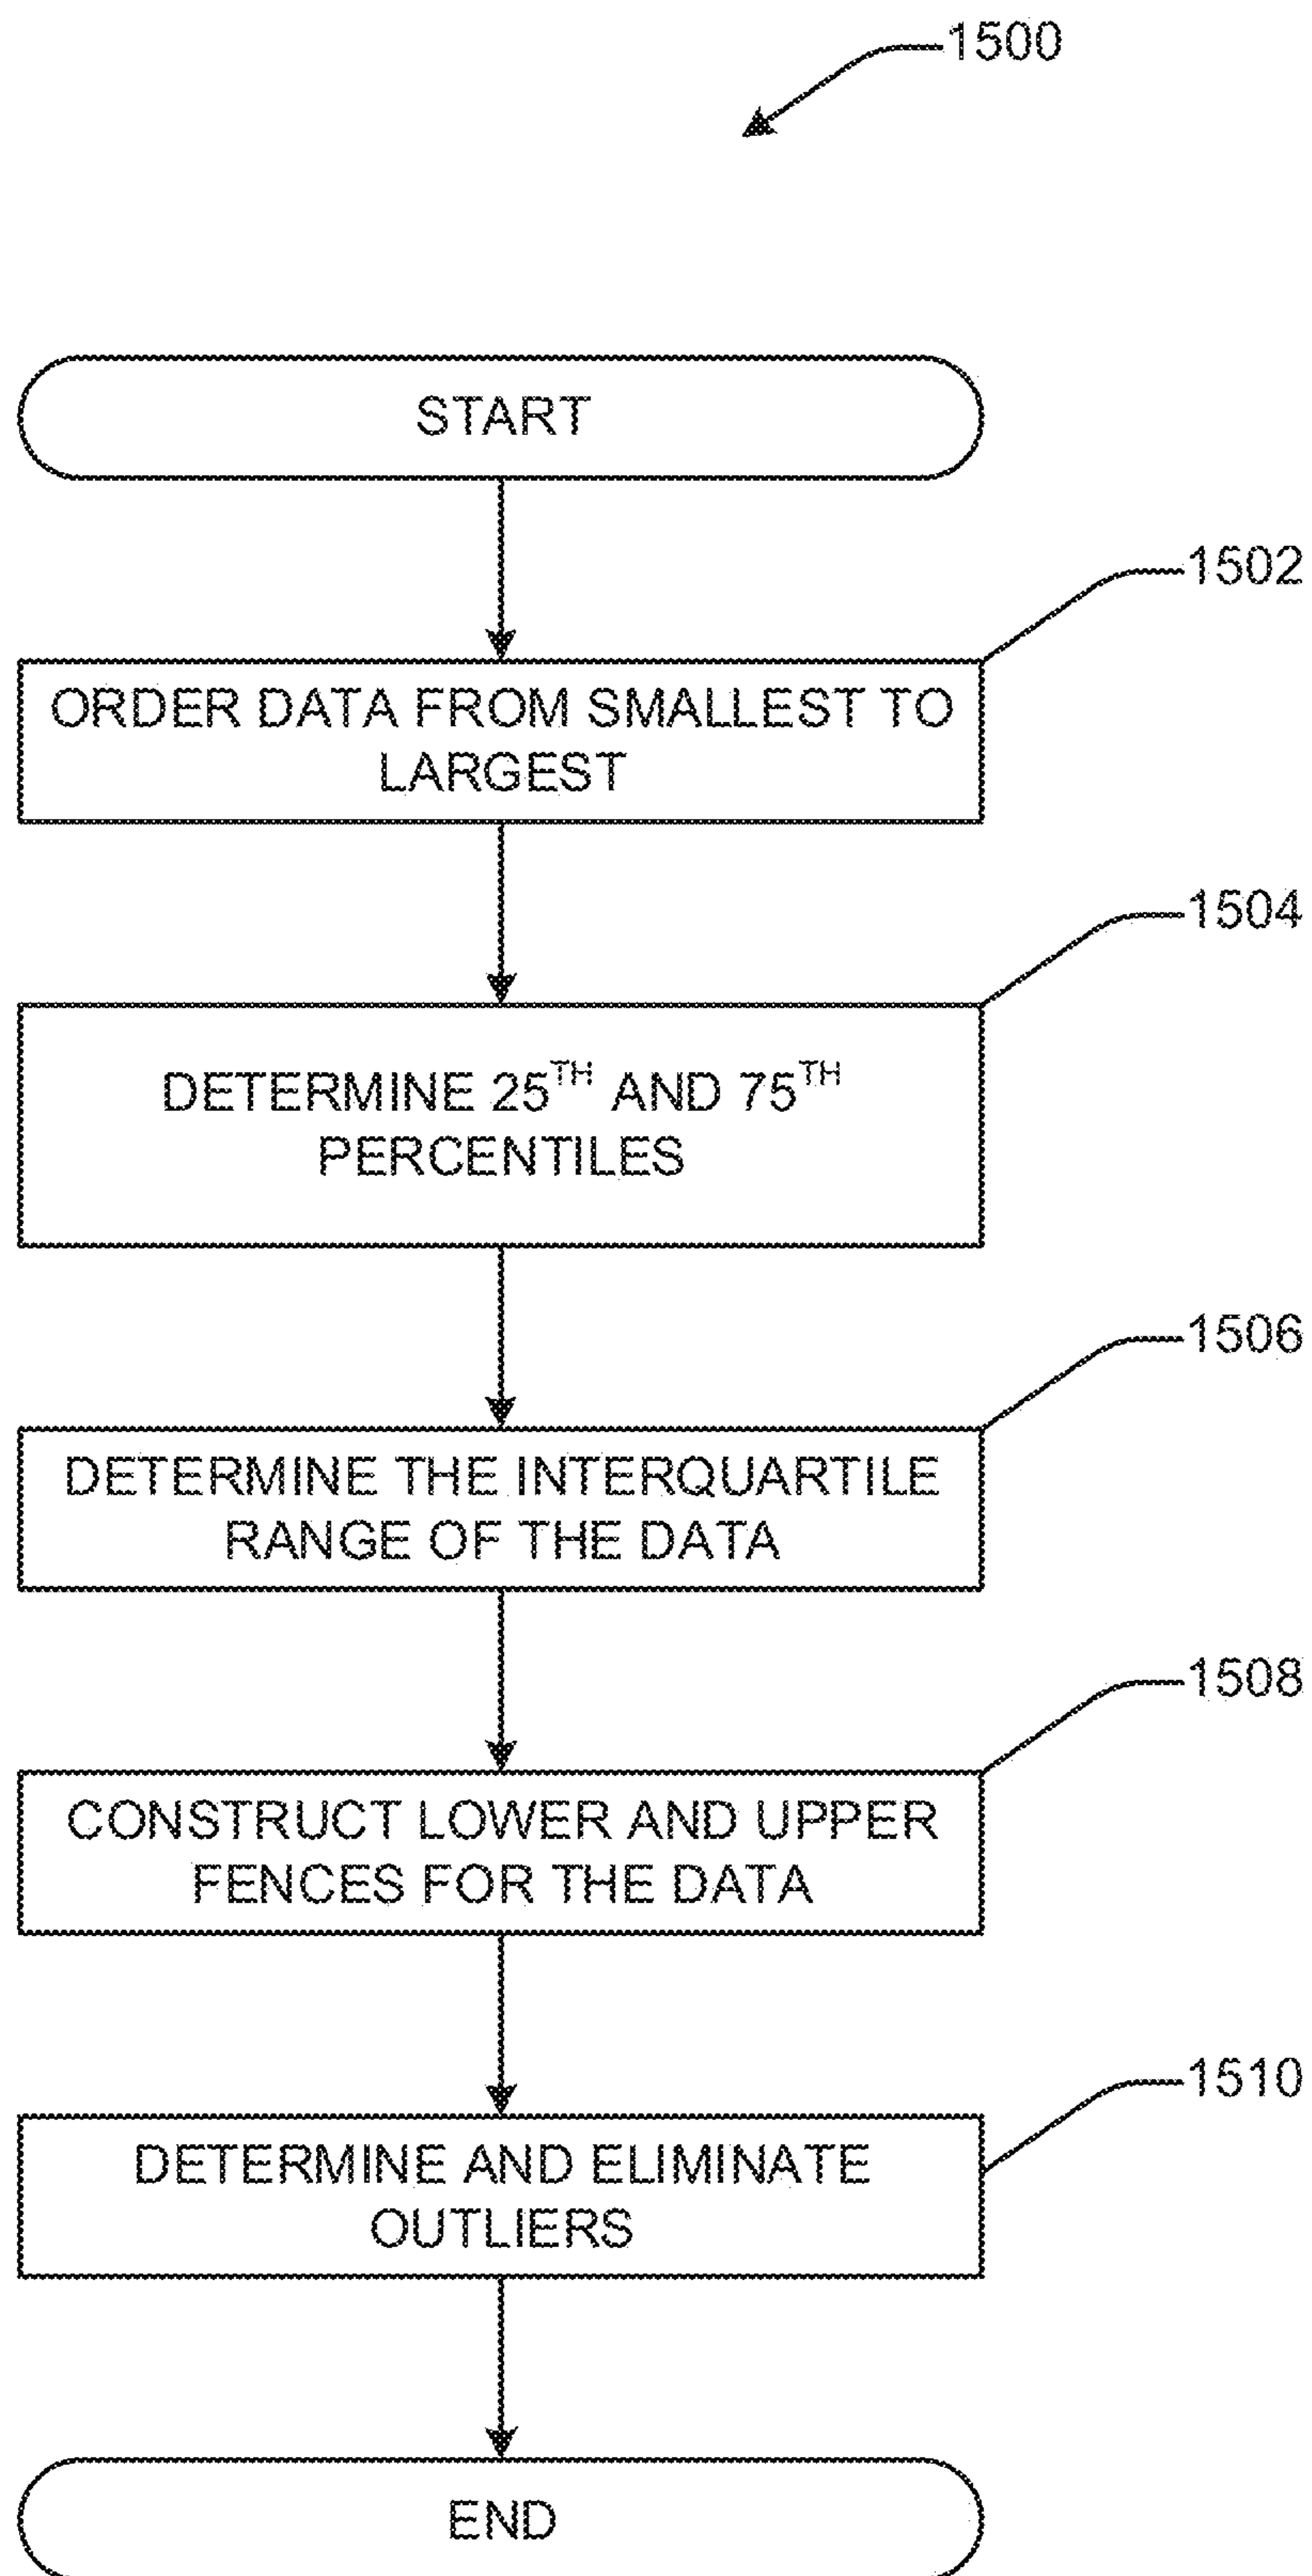 1500
START
1502
ORDER DATA FROM SMALLEST TO
LARGEST
1504
DETERMINE 25TH AND 75TH
PERCENTILES
1506
DETERMINE THE INTERQUARTILE
RANGE OF THE DATA
1508
CONSTRUCT LOWER AND UPPER
FENCES FOR THE DATA
1510
DETERMINE AND ELIMINATE
OUTLIERS
END